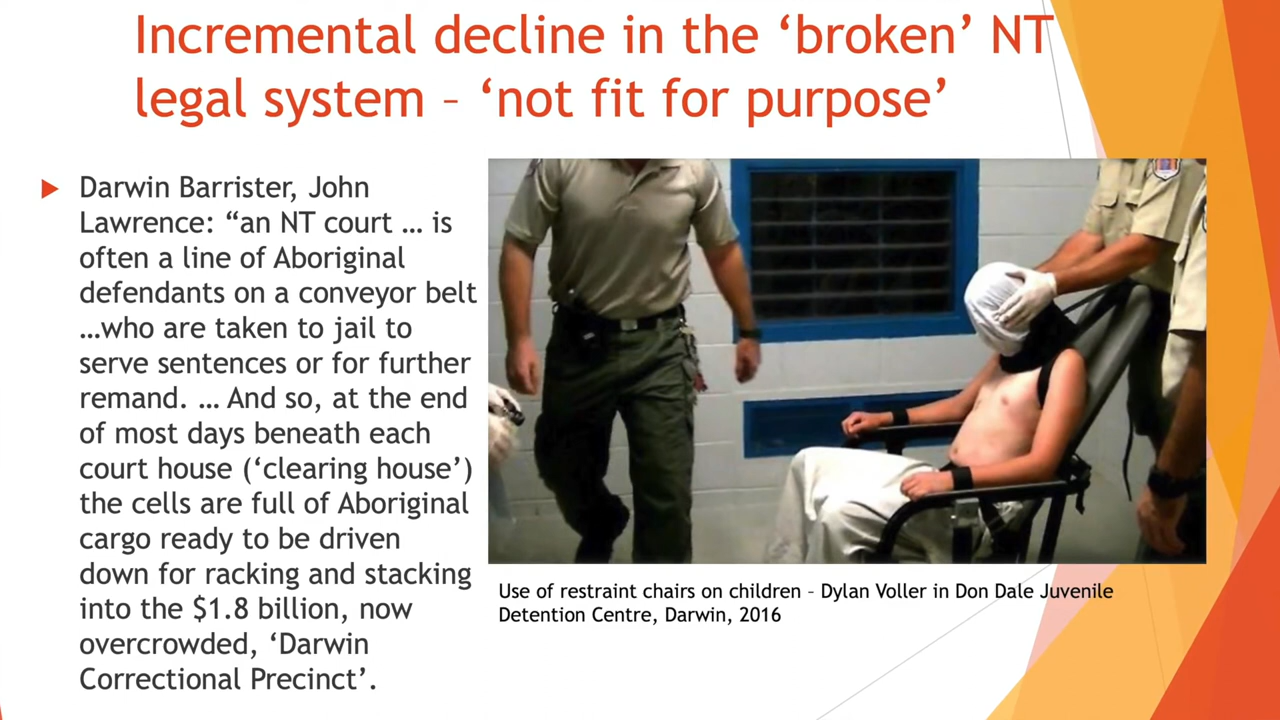 Incremental decline in the ‘broken’ NT
legal system – ‘not fit for purpose’
Darwin Barrister, John
Lawrence: “an NT court … is
often a line of Aboriginal
defendants on a conveyor belt
…who are taken to jail to
serve sentences or for further
remand. … And so, at the end
of most days beneath each
court house (‘clearing house’)
the cells are full of Aboriginal
cargo ready to be driven
down for racking and stacking
into the $1.8 billion, now
overcrowded, ‘Darwin
Correctional Precinct’.
Use of restraint chairs on children – Dylan Voller in Don Dale Juvenile
Detention Centre, Darwin, 2016